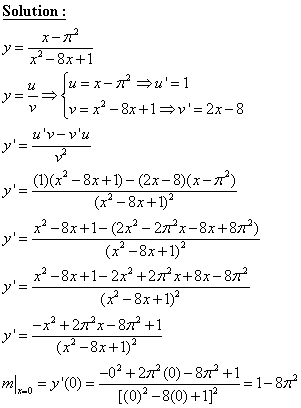 Solution :
y = (x − π²)/(x² − 8x + 1)
y = u/v ⇒ { u = x − π² ⇒ u' = 1
v = x² − 8x + 1 ⇒ v' = 2x − 8
y' = (u'v − v'u)/v²
y' = ((1)(x² − 8x + 1) − (2x − 8)(x − π²))/(x² − 8x + 1)²
y' = (x² − 8x + 1 − (2x² − 2π²x − 8x + 8π²))/(x² − 8x + 1)²
y' = (x² − 8x + 1 − 2x² + 2π²x + 8x − 8π²)/(x² − 8x + 1)²
y' = (−x² + 2π²x − 8π² + 1)/(x² − 8x + 1)²
m|ₓ₌₀ = y'(0) = (−0² + 2π²(0) − 8π² + 1)/[(0)² − 8(0) + 1]² = 1 − 8π²